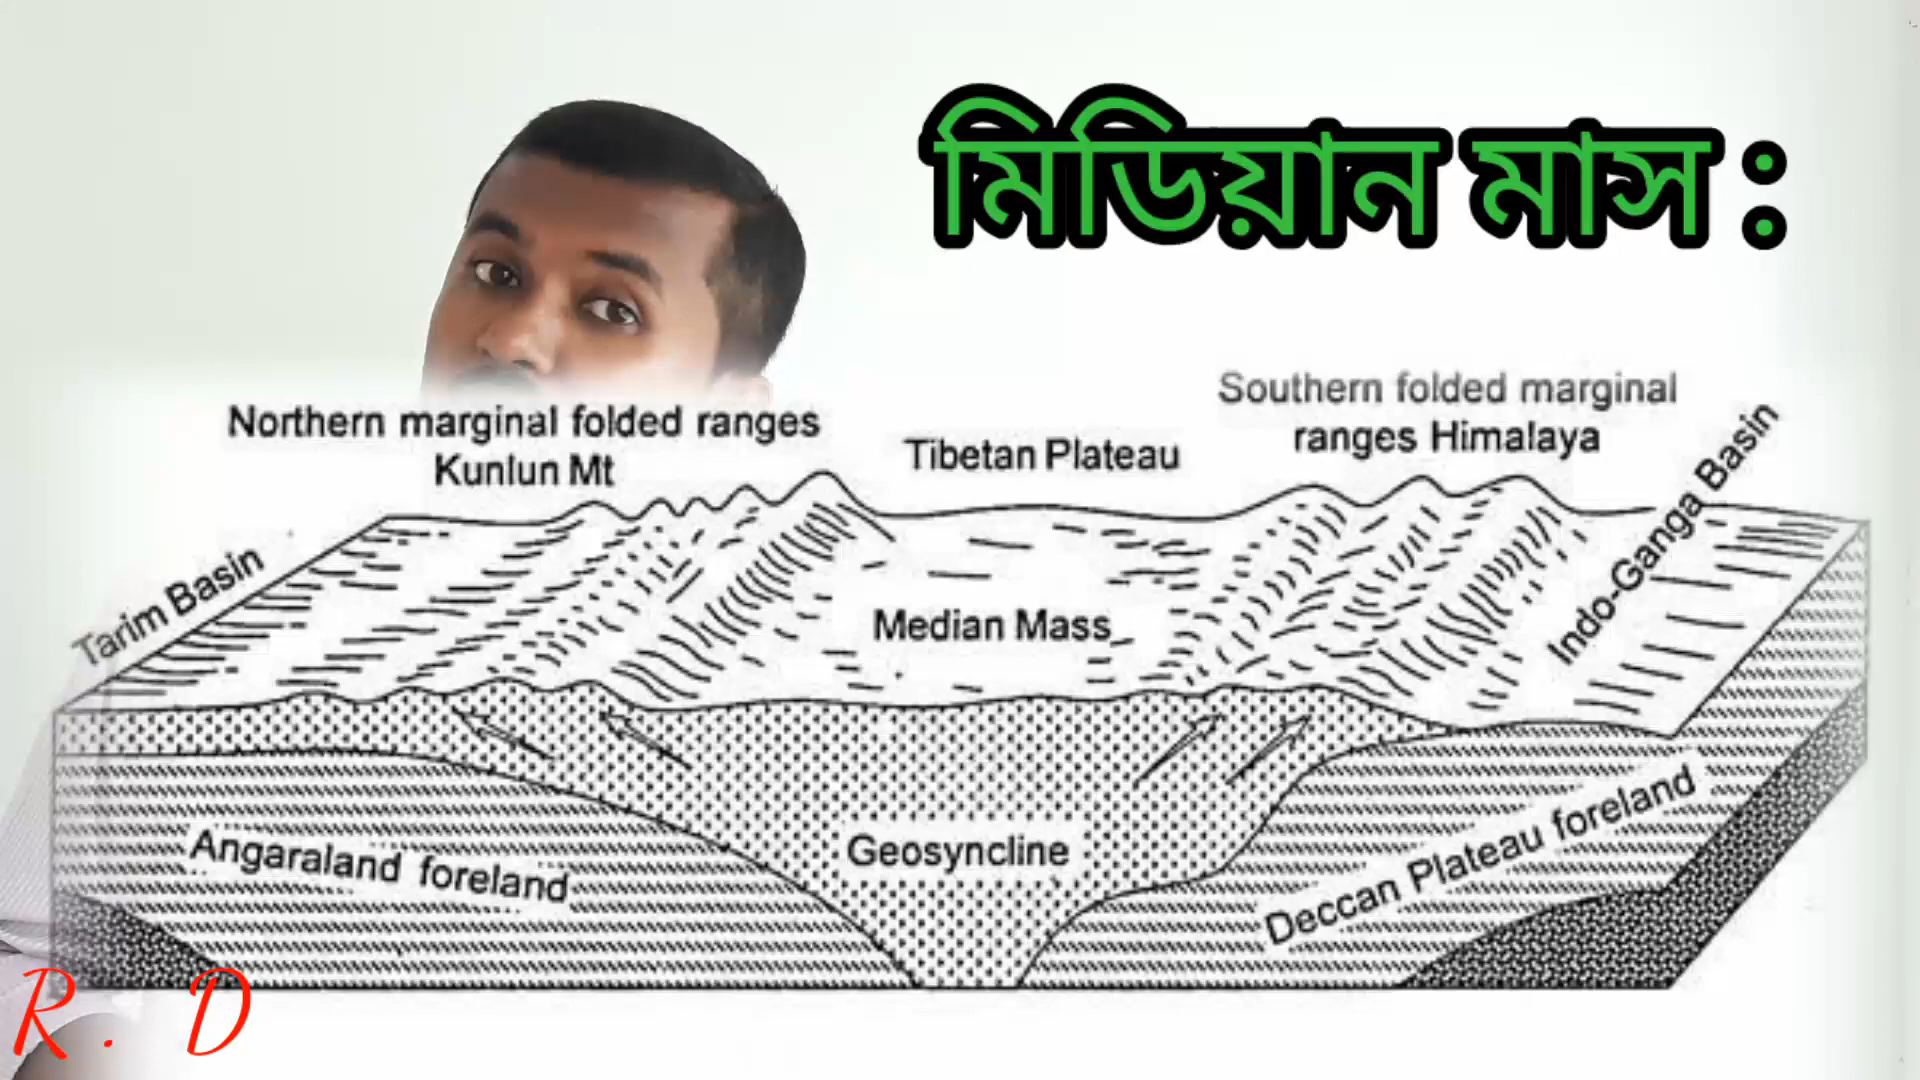 মিডিয়ান মাস :
Northern marginal folded ranges
Kunlun Mt
Tibetan Plateau
Southern folded marginal
ranges Himalaya
Tarim Basin
Median Mass
Indo-Ganga Basin
Angaraland foreland
Geosyncline
Deccan Plateau foreland
R. D